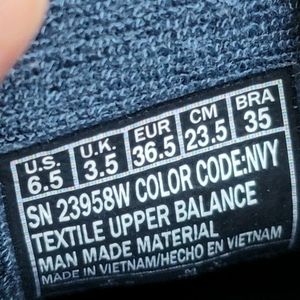 U.S. U.K. EUR CM BRA
6.5 3.5 36.5 23.5 35
SN 23958W COLOR CODE:NVY
TEXTILE UPPER BALANCE
MAN MADE MATERIAL
MADE IN VIETNAM/HECHO EN VIETNAM